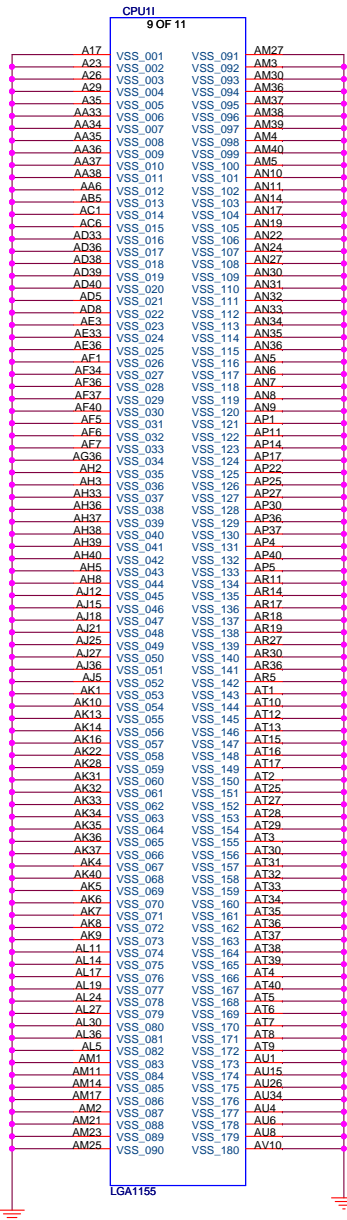 CPU1I
9 OF 11
A17 VSS_001 VSS_091 AM27
A23 VSS_002 VSS_092 AM3
A26 VSS_003 VSS_093 AM30
A29 VSS_004 VSS_094 AM36
A35 VSS_005 VSS_095 AM37
AA33 VSS_006 VSS_096 AM38
AA34 VSS_007 VSS_097 AM39
AA35 VSS_008 VSS_098 AM4
AA36 VSS_009 VSS_099 AM40
AA37 VSS_010 VSS_100 AM5
AA38 VSS_011 VSS_101 AN10
AA6 VSS_012 VSS_102 AN11
AB5 VSS_013 VSS_103 AN14
AC1 VSS_014 VSS_104 AN17
AC6 VSS_015 VSS_105 AN19
AD33 VSS_016 VSS_106 AN22
AD36 VSS_017 VSS_107 AN24
AD38 VSS_018 VSS_108 AN27
AD39 VSS_019 VSS_109 AN30
AD40 VSS_020 VSS_110 AN31
AD5 VSS_021 VSS_111 AN32
AD8 VSS_022 VSS_112 AN33
AE3 VSS_023 VSS_113 AN34
AE33 VSS_024 VSS_114 AN35
AE36 VSS_025 VSS_115 AN36
AF1 VSS_026 VSS_116 AN5
AF34 VSS_027 VSS_117 AN6
AF36 VSS_028 VSS_118 AN7
AF37 VSS_029 VSS_119 AN8
AF40 VSS_030 VSS_120 AN9
AF5 VSS_031 VSS_121 AP1
AF6 VSS_032 VSS_122 AP11
AF7 VSS_033 VSS_123 AP14
AG36 VSS_034 VSS_124 AP17
AH2 VSS_035 VSS_125 AP22
AH3 VSS_036 VSS_126 AP25
AH33 VSS_037 VSS_127 AP27
AH36 VSS_038 VSS_128 AP30
AH37 VSS_039 VSS_129 AP36
AH38 VSS_040 VSS_130 AP37
AH39 VSS_041 VSS_131 AP4
AH40 VSS_042 VSS_132 AP40
AH5 VSS_043 VSS_133 AP5
AH8 VSS_044 VSS_134 AR11
AJ12 VSS_045 VSS_135 AR14
AJ15 VSS_046 VSS_136 AR17
AJ18 VSS_047 VSS_137 AR18
AJ21 VSS_048 VSS_138 AR19
AJ25 VSS_049 VSS_139 AR27
AJ27 VSS_050 VSS_140 AR30
AJ36 VSS_051 VSS_141 AR36
AJ5 VSS_052 VSS_142 AR5
AK1 VSS_053 VSS_143 AT1
AK10 VSS_054 VSS_144 AT10
AK13 VSS_055 VSS_145 AT12
AK14 VSS_056 VSS_146 AT13
AK16 VSS_057 VSS_147 AT15
AK22 VSS_058 VSS_148 AT16
AK28 VSS_059 VSS_149 AT17
AK31 VSS_060 VSS_150 AT2
AK32 VSS_061 VSS_151 AT25
AK33 VSS_062 VSS_152 AT27
AK34 VSS_063 VSS_153 AT28
AK35 VSS_064 VSS_154 AT29
AK36 VSS_065 VSS_155 AT3
AK37 VSS_066 VSS_156 AT30
AK4 VSS_067 VSS_157 AT31
AK40 VSS_068 VSS_158 AT32
AK5 VSS_069 VSS_159 AT33
AK6 VSS_070 VSS_160 AT34
AK7 VSS_071 VSS_161 AT35
AK8 VSS_072 VSS_162 AT36
AK9 VSS_073 VSS_163 AT37
AL11 VSS_074 VSS_164 AT38
AL14 VSS_075 VSS_165 AT39
AL17 VSS_076 VSS_166 AT4
AL19 VSS_077 VSS_167 AT40
AL24 VSS_078 VSS_168 AT5
AL27 VSS_079 VSS_169 AT6
AL30 VSS_080 VSS_170 AT7
AL36 VSS_081 VSS_171 AT8
AL5 VSS_082 VSS_172 AT9
AM1 VSS_083 VSS_173 AU1
AM11 VSS_084 VSS_174 AU15
AM14 VSS_085 VSS_175 AU26
AM17 VSS_086 VSS_176 AU34
AM2 VSS_087 VSS_177 AU4
AM21 VSS_088 VSS_178 AU6
AM23 VSS_089 VSS_179 AU8
AM25 VSS_090 VSS_180 AV10
LGA1155